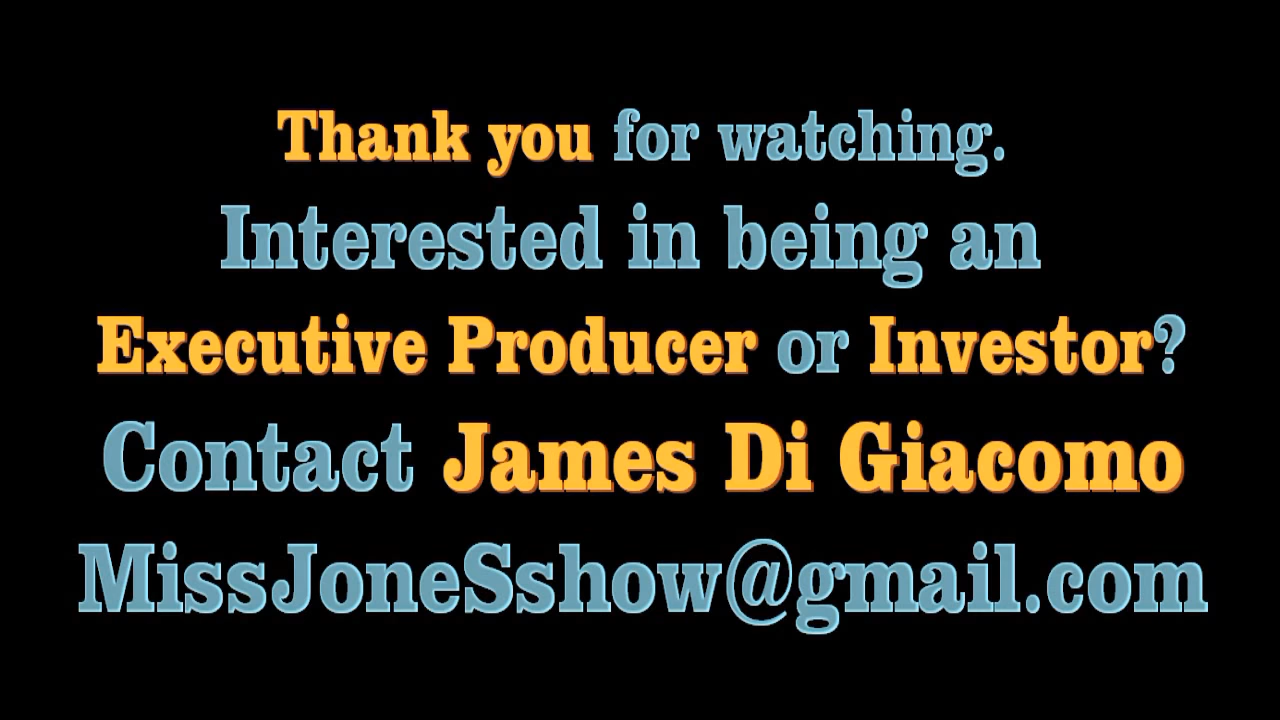 Thank you for watching.
Interested in being an
Executive Producer or Investor?
Contact James Di Giacomo
MissJoneSshow@gmail.com